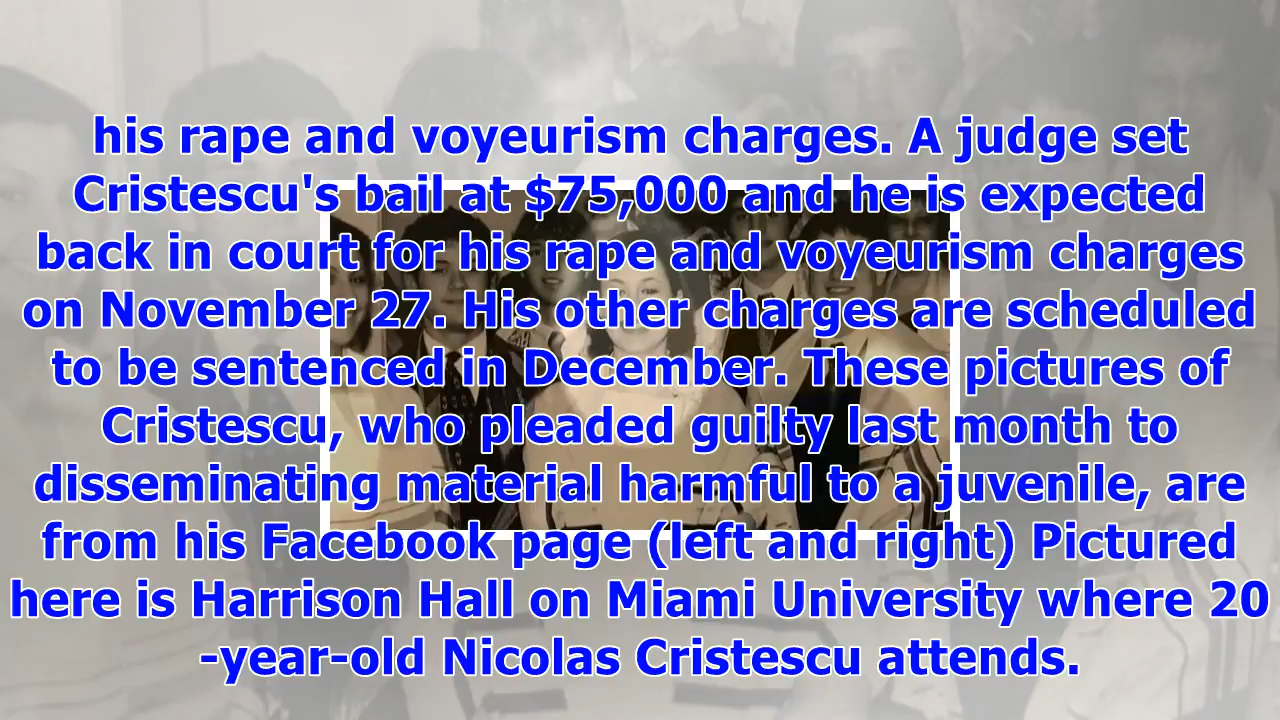 his rape and voyeurism charges. A judge set
Cristescu's bail at $75,000 and he is expected
back in court for his rape and voyeurism charges
on November 27. His other charges are scheduled
to be sentenced in December. These pictures of
Cristescu, who pleaded guilty last month to
disseminating material harmful to a juvenile, are
from his Facebook page (left and right) Pictured
here is Harrison Hall on Miami University where 20
-year-old Nicolas Cristescu attends.